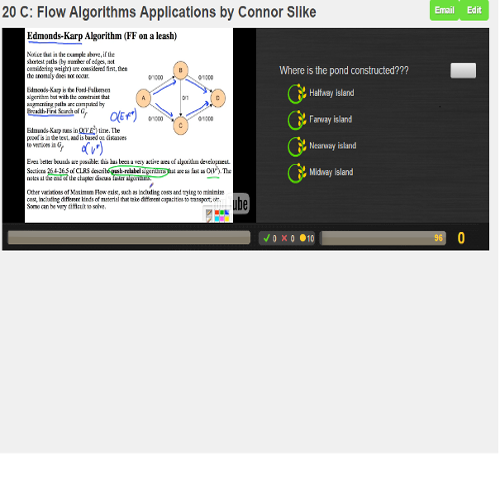 20 C: Flow Algorithms Applications by Connor Slike
Email
Edit
Edmonds-Karp Algorithm (FF on a leash)
Notice that in the example above, if the
shortest paths (by number of edges, not
considering weight) are considered first, then
the anomaly does not occur.
Edmonds-Karp is the Ford-Fulkerson
algorithm but with the constraint that
augmenting paths are computed by
Breadth-First Search of Gf
Edmonds-Karp runs in O(V E²) time. The
proof is in the text, and is based on distances
to vertices in Gf
0/1000
B
0/1000
A
0/1
D
0/1000
C
0/1000
Even better bounds are possible: this has been a very active area of algorithm development.
Sections 26.4-26.5 of CLRS describe push-relabel algorithms that are as fast as O(V³). The
notes at the end of the chapter discuss faster algorithms.
Other variations of Maximum Flow exist, such as including costs and trying to minimize
cost, including different kinds of material that take different capacities to transport, etc.
Some can be very difficult to solve.
ube
Where is the pond constructed???
Halfway Island
Farway Island
Nearway Island
Midway Island
0
0
10
96
0